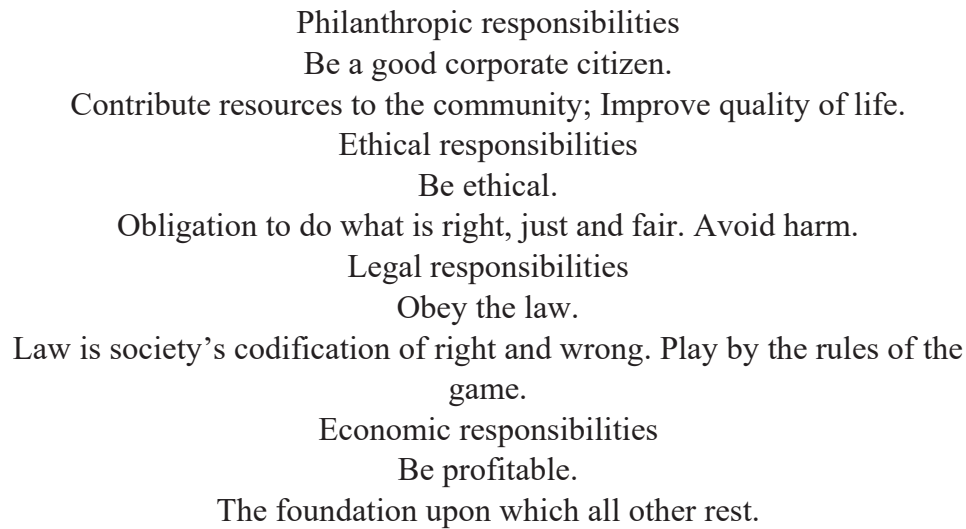 Philanthropic responsibilities
Be a good corporate citizen.
Contribute resources to the community; Improve quality of life.
Ethical responsibilities
Be ethical.
Obligation to do what is right, just and fair. Avoid harm.
Legal responsibilities
Obey the law.
Law is society’s codification of right and wrong. Play by the rules of the
game.
Economic responsibilities
Be profitable.
The foundation upon which all other rest.